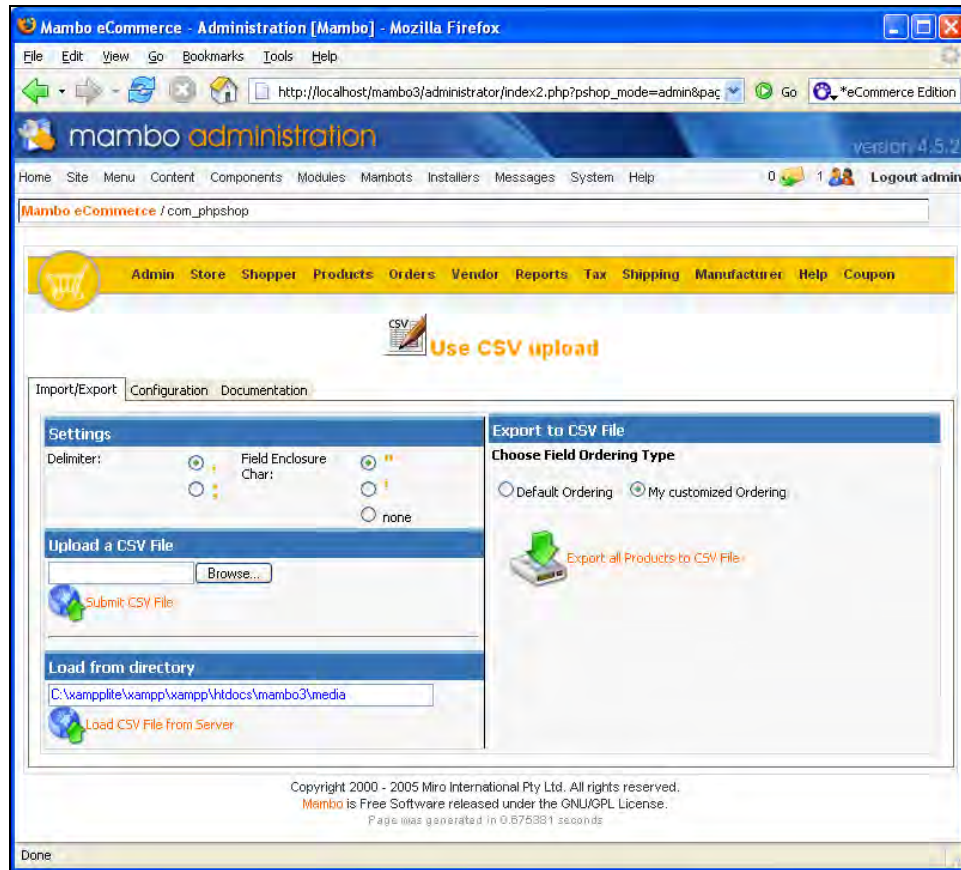 Mambo eCommerce - Administration [Mambo] - Mozilla Firefox
File Edit View Go Bookmarks Tools Help
http://localhost/mambo3/administrator/index2.php?pshop_mode=admin&pag Go *eCommerce Edition
mambo administration
version 4.5.2
Home Site Menu Content Components Modules Mambots Installers Messages System Help 0 1 Logout admin
Mambo eCommerce / com_phpshop
Admin Store Shopper Products Orders Vendor Reports Tax Shipping Manufacturer Help Coupon
CSV
Use CSV upload
Import/Export Configuration Documentation
Settings
Delimiter:
,
;
Field Enclosure
Char:
"
'
none
Upload a CSV File
Browse...
Submit CSV File
Load from directory
C:\xampplite\xampp\xampp\htdocs\mambo3\media
Load CSV File from Server
Export to CSV File
Choose Field Ordering Type
Default Ordering My customized Ordering
Export all Products to CSV File
Copyright 2000 - 2005 Miro International Pty Ltd. All rights reserved.
Mambo is Free Software released under the GNU/GPL License.
Page was generated in 0.675381 seconds
Done